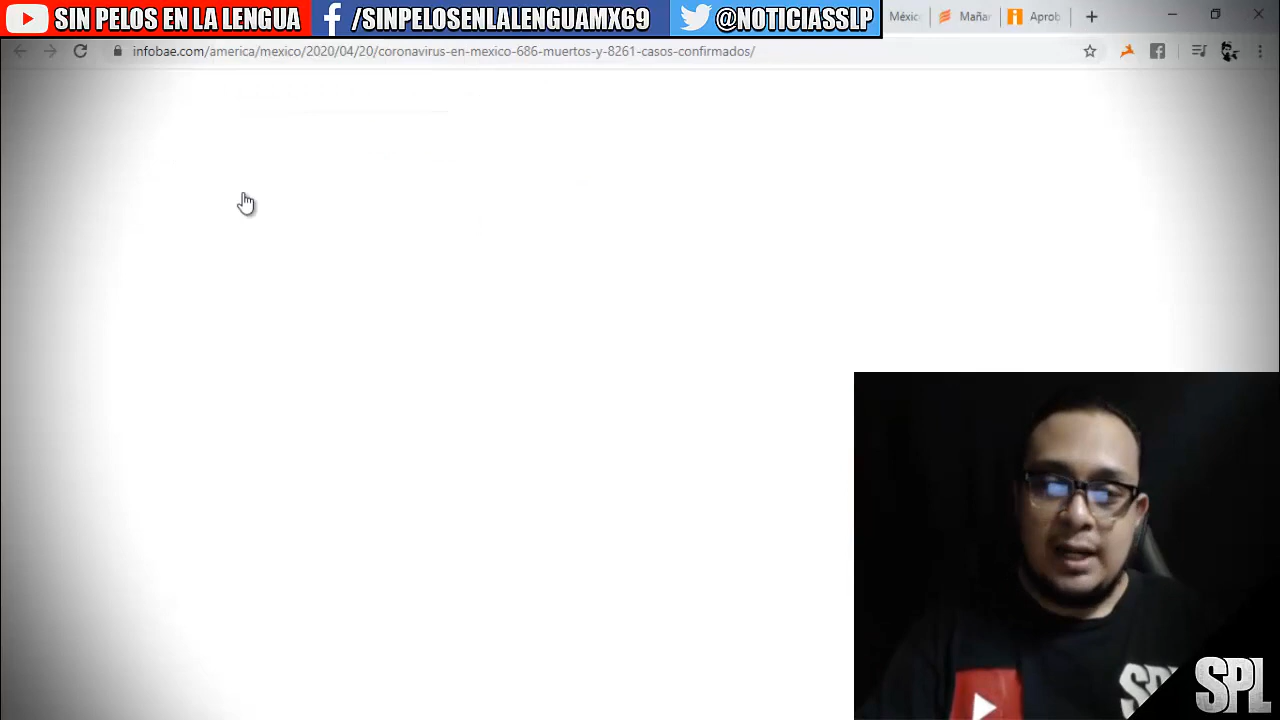 SIN PELOS EN LA LENGUA
/SINPELOSENLALENGUAMX69
@NOTICIASSLP
Méxic
Mañar
Aprob
infobae.com/america/mexico/2020/04/20/coronavirus-en-mexico-686-muertos-y-8261-casos-confirmados/
SPL
SPL